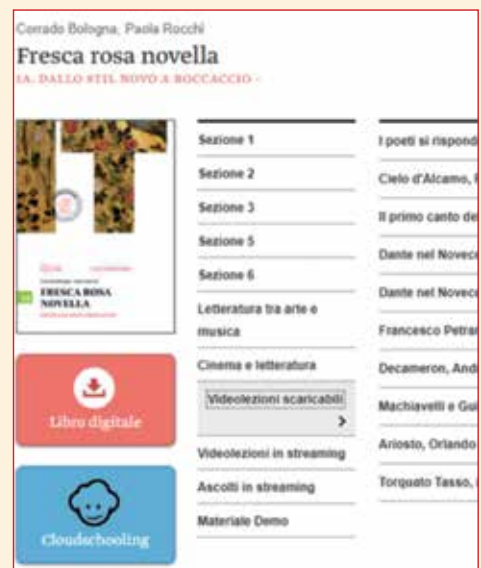 Corrado Bologna, Paola Rocchi
Fresca rosa novella
1A. DALLO STIL NOVO A BOCCACCIO -
IT
FRESCA ROSA
NOVELLA
Libro digitale
Cloudschooling
Sezione 1
Sezione 2
Sezione 3
Sezione 5
Sezione 6
Letteratura tra arte e
musica
Cinema e letteratura
Videolezioni scaricabili
Videolezioni in streaming
Ascolti in streaming
Materiale Demo
I poeti si rispond
Cielo d'Alcamo,
Il primo canto de
Dante nel Novece
Dante nel Novece
Francesco Petrar
Decameron, And
Machiavelli e Gui
Ariosto, Orlando
Torquato Tasso,